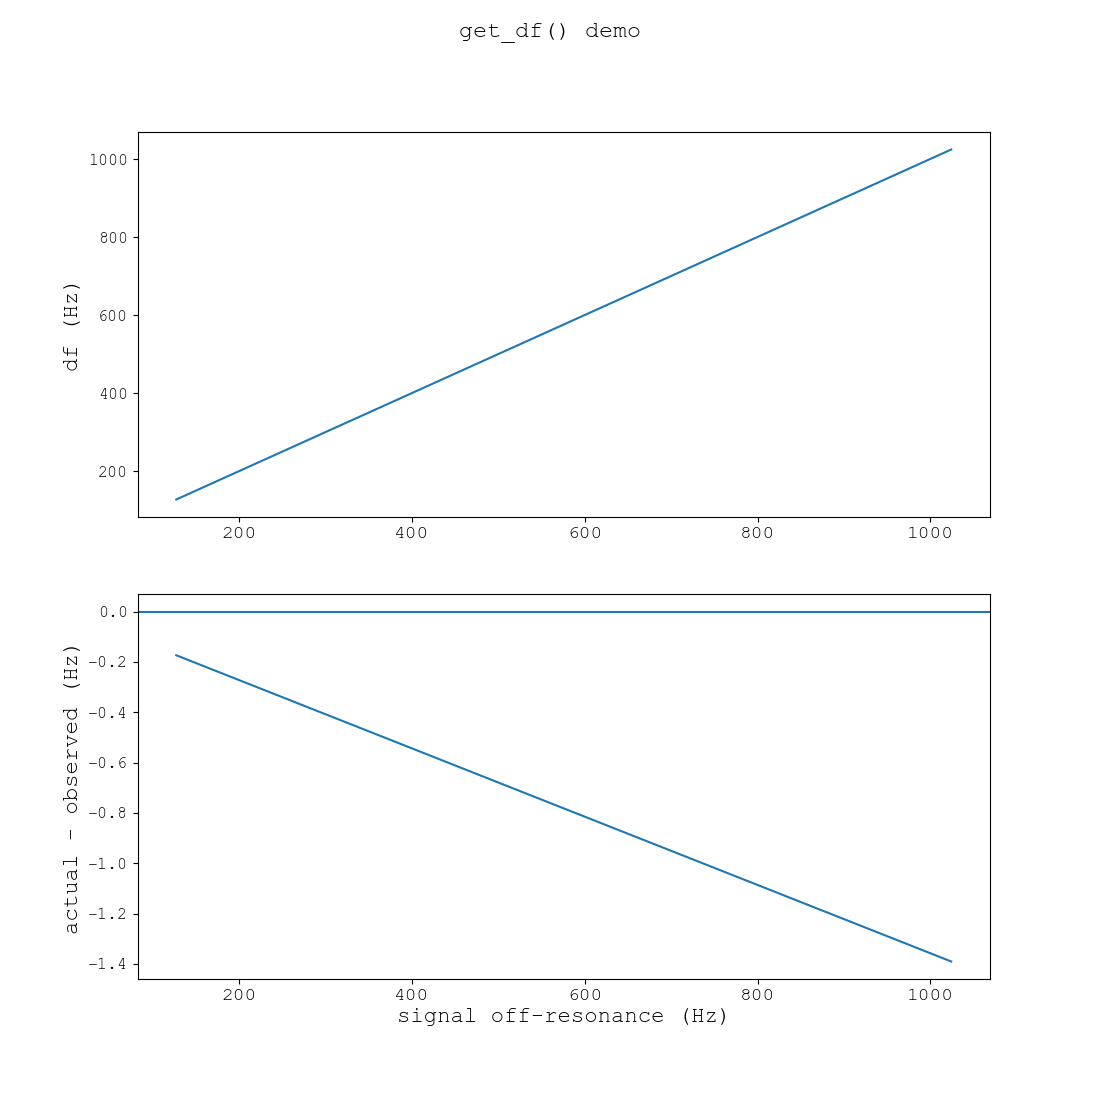 get_df() demo
1000
800
600
400
200
df (Hz)
200 400 600 800 1000
0.0
−0.2
−0.4
−0.6
−0.8
−1.0
−1.2
−1.4
actual - observed (Hz)
200 400 600 800 1000
signal off-resonance (Hz)